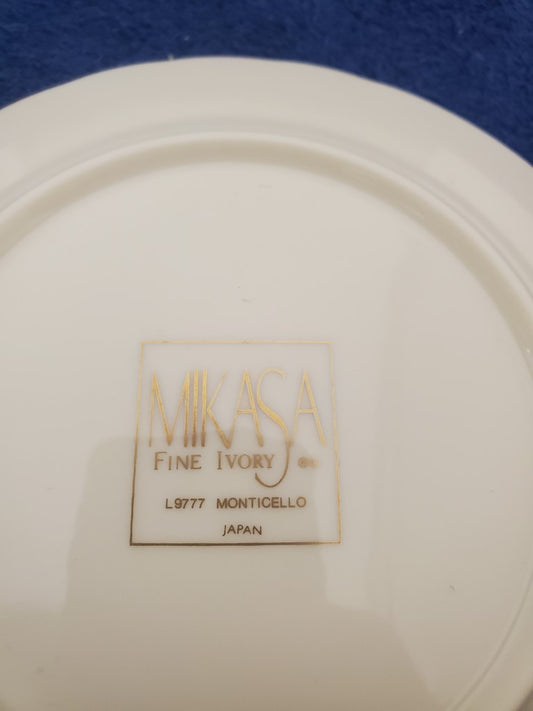 MIKASA
FINE IVORY ®
L9777 MONTICELLO
JAPAN